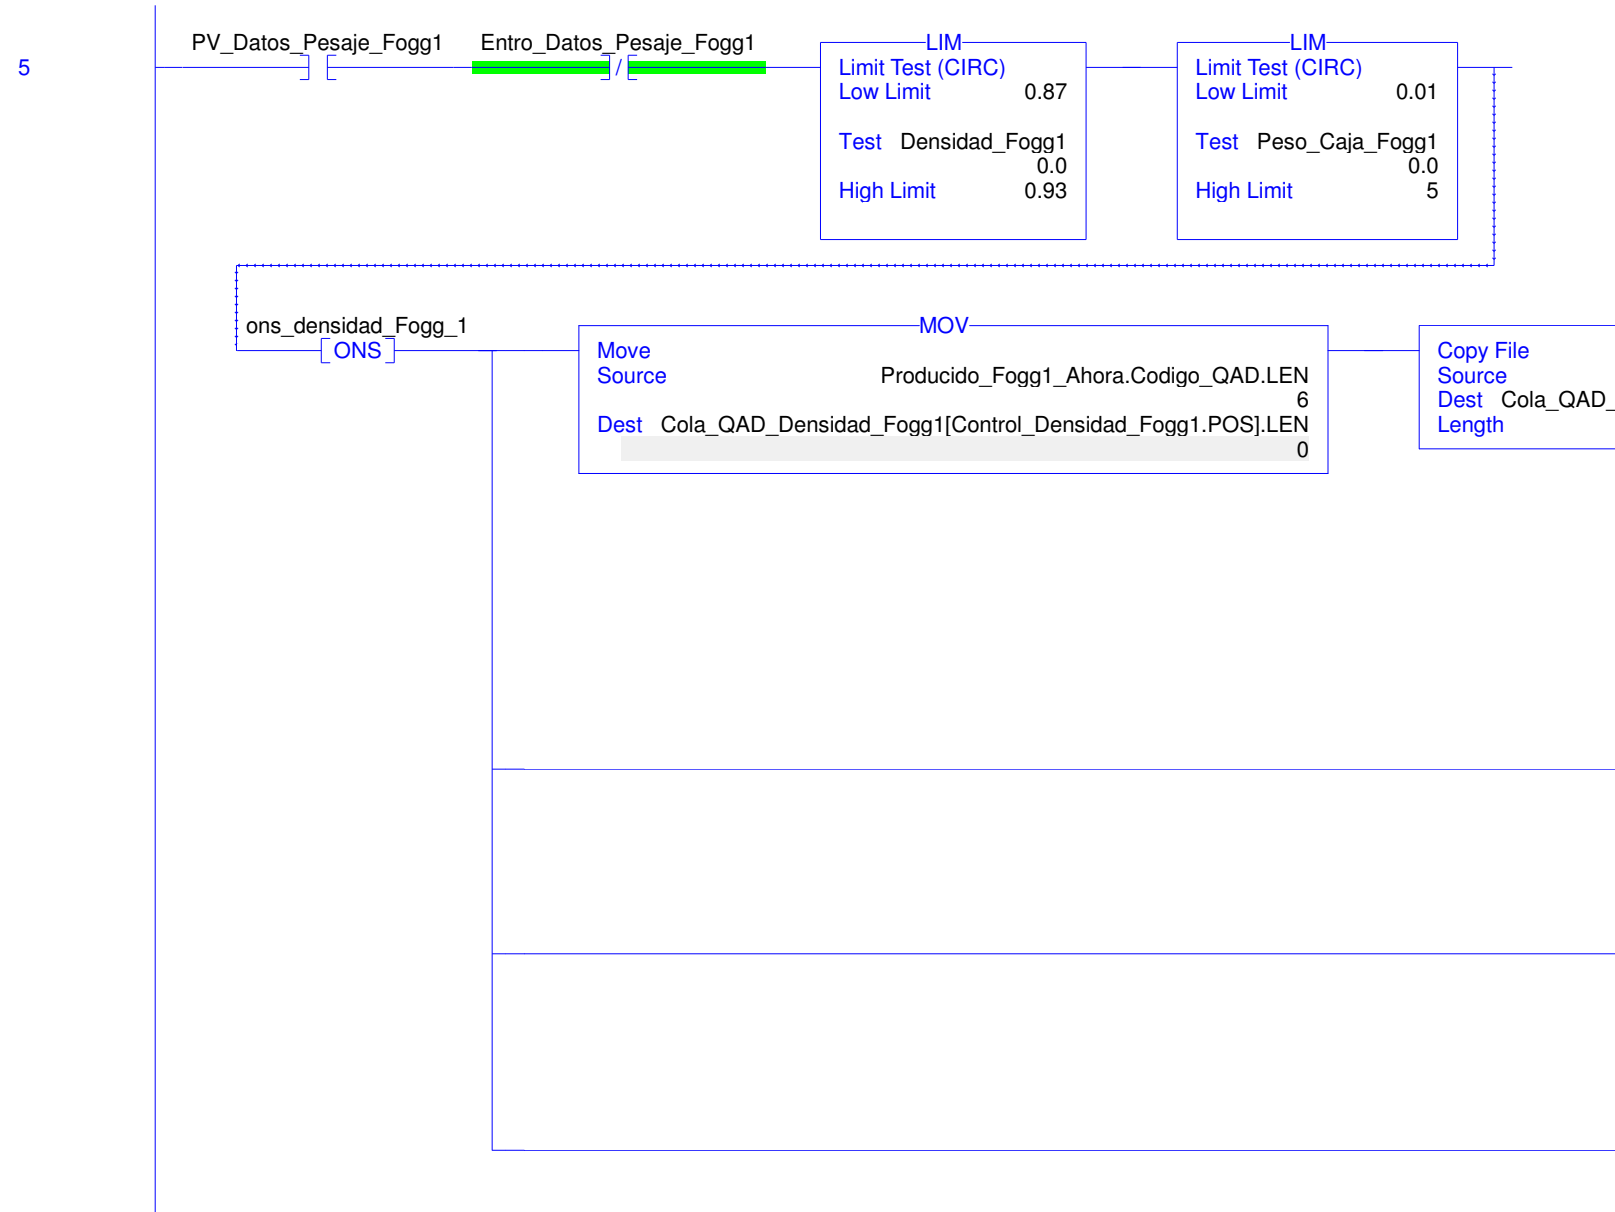 5
PV_Datos_Pesaje_Fogg1
Entro_Datos_Pesaje_Fogg1
/
LIM
Limit Test (CIRC)
Low Limit 0.87
Test Densidad_Fogg1
0.0
High Limit 0.93
LIM
Limit Test (CIRC)
Low Limit 0.01
Test Peso_Caja_Fogg1
0.0
High Limit 5
ons_densidad_Fogg_1
ONS
MOV
Move
Source Producido_Fogg1_Ahora.Codigo_QAD.LEN
6
Dest Cola_QAD_Densidad_Fogg1[Control_Densidad_Fogg1.POS].LEN
0
Copy File
Source
Dest Cola_QAD_
Length